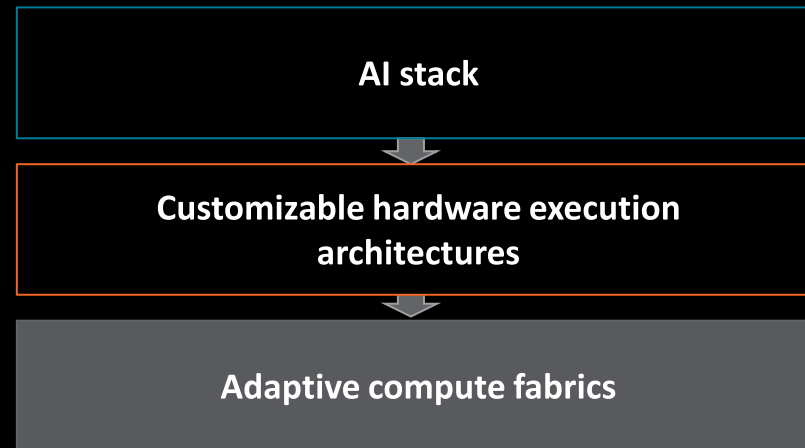 AI stack
Customizable hardware execution
architectures
Adaptive compute fabrics